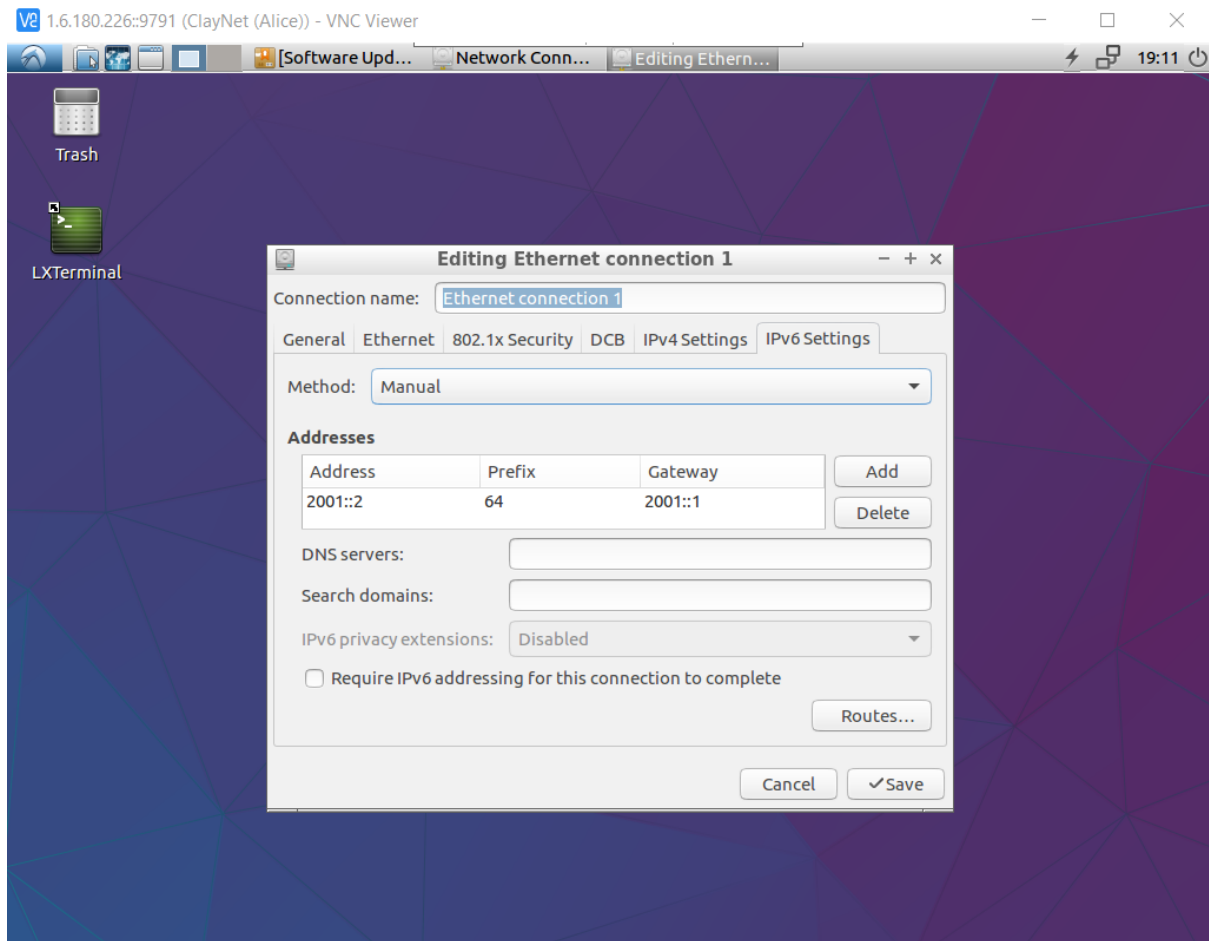 1.6.180.226::9791 (ClayNet (Alice)) - VNC Viewer
[Software Upd... Network Conn... Editing Ethern... 19:11
Trash
LXTerminal
Editing Ethernet connection 1
Connection name: Ethernet connection 1
General Ethernet 802.1x Security DCB IPv4 Settings IPv6 Settings
Method: Manual
Addresses
Address Prefix Gateway Add
2001::2 64 2001::1
Delete
DNS servers:
Search domains:
IPv6 privacy extensions: Disabled
Require IPv6 addressing for this connection to complete
Routes...
Cancel Save